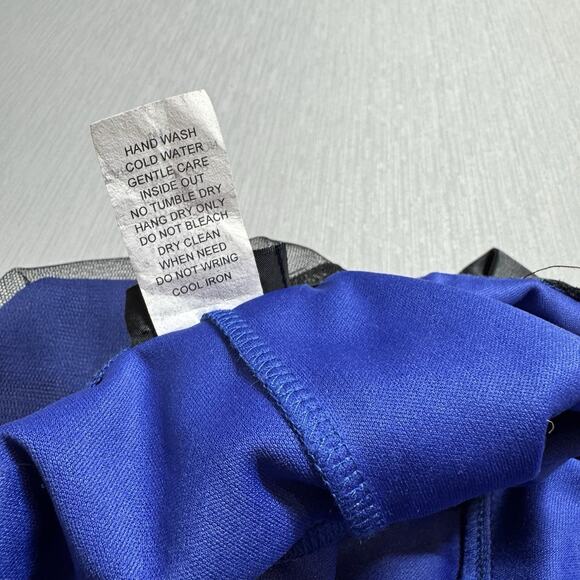 HAND WASH
COLD WATER
GENTLE CARE
INSIDE OUT
NO TUMBLE DRY
HANG DRY ONLY
DO NOT BLEACH
DRY CLEAN
WHEN NEED
DO NOT WRING
COOL IRON